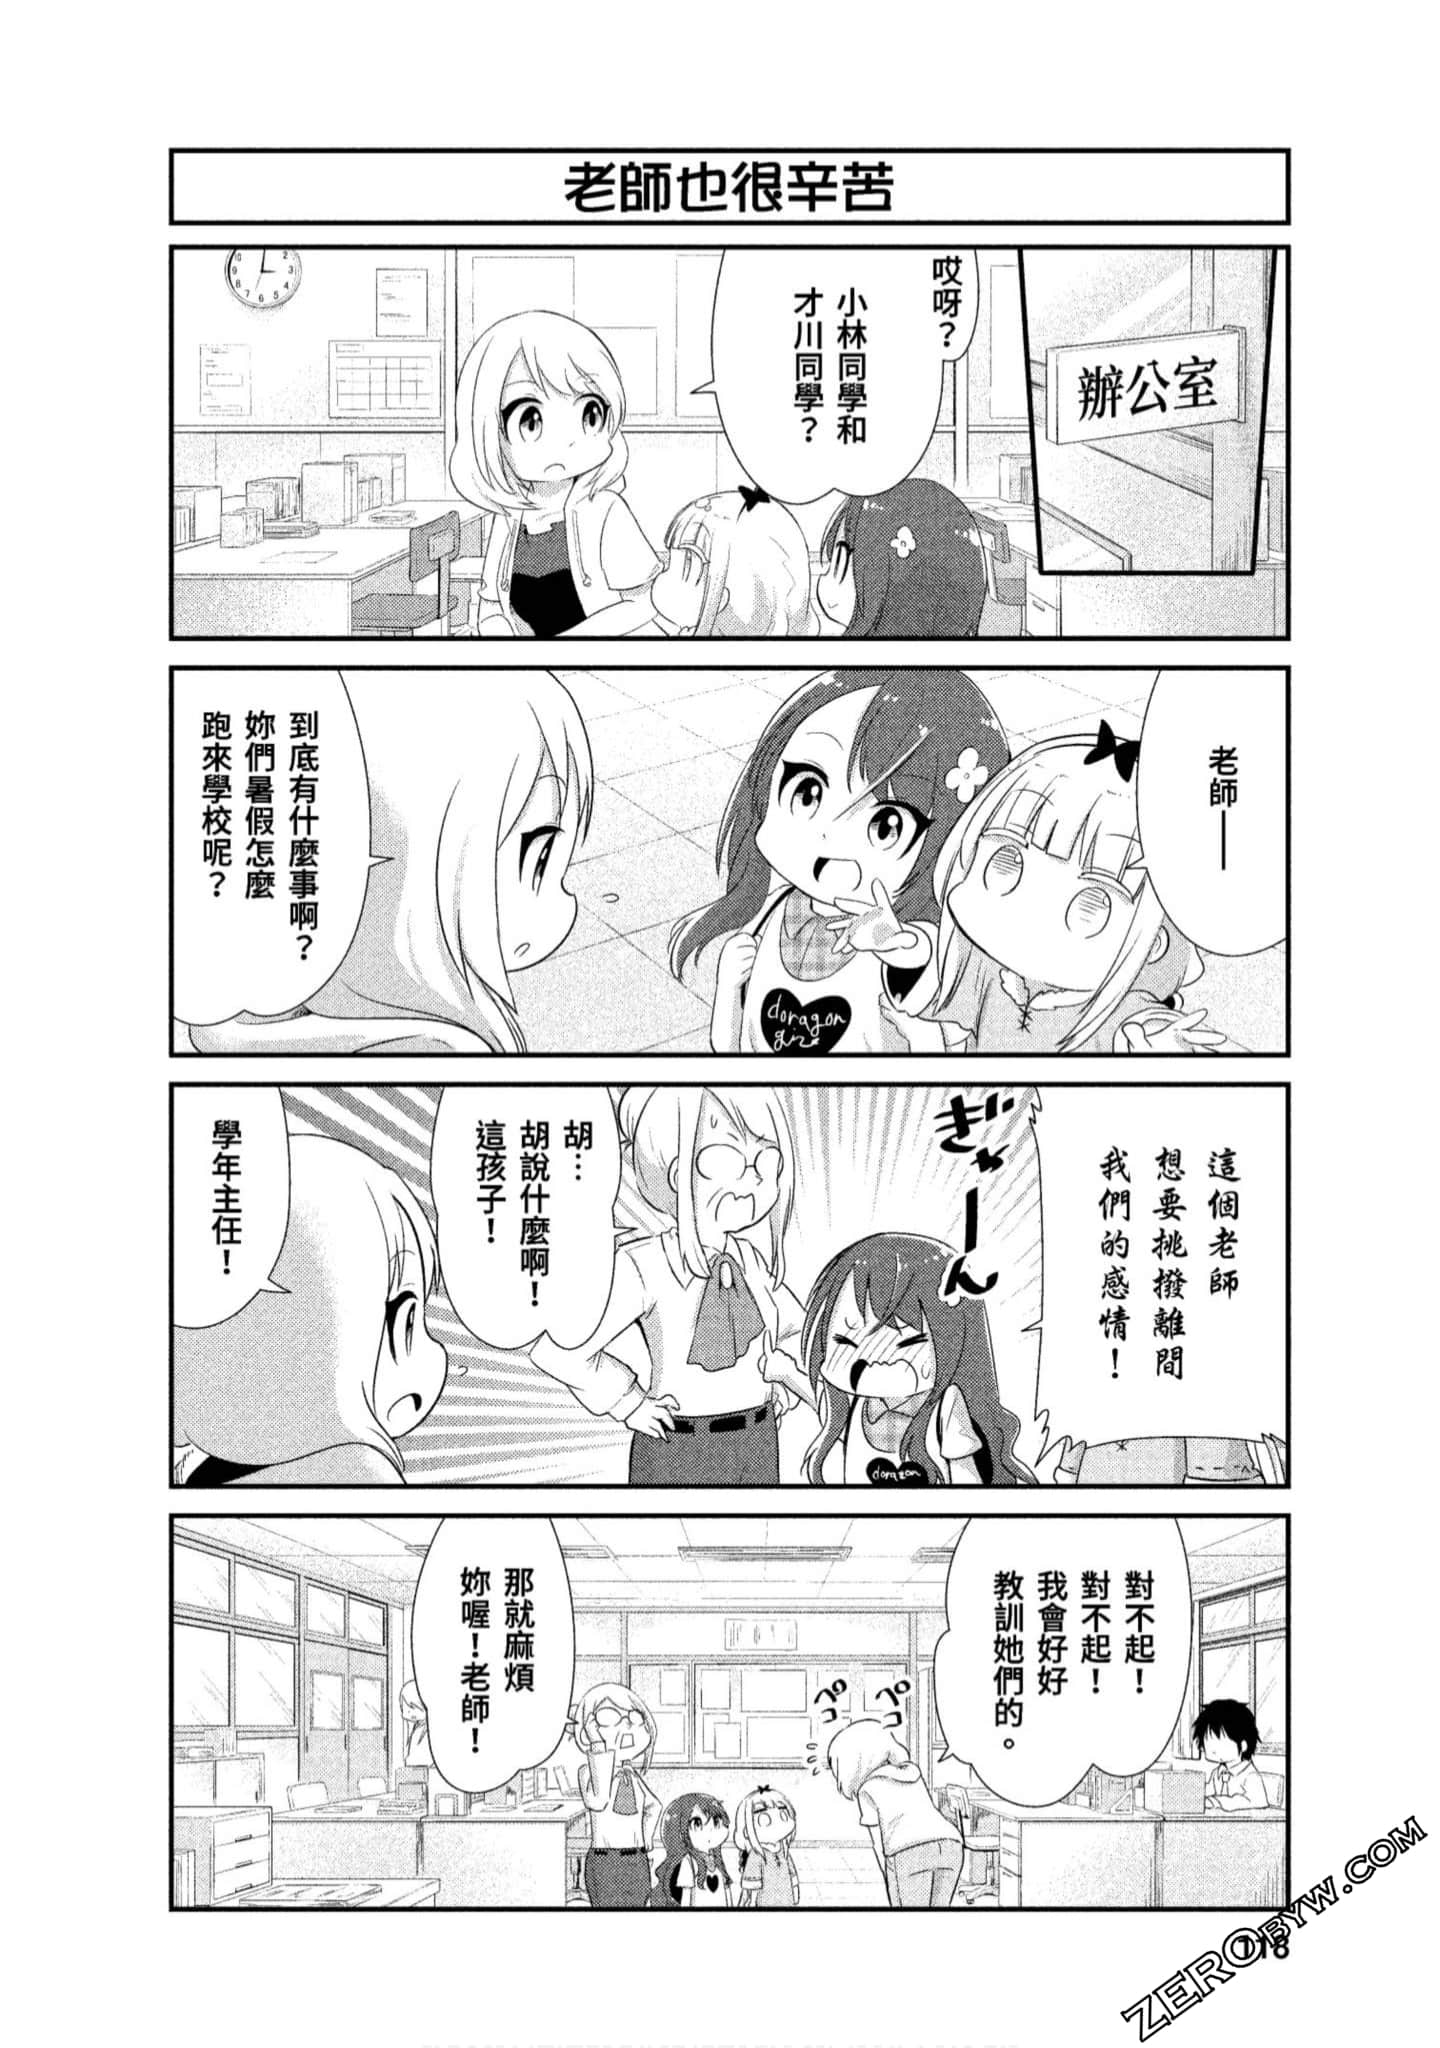 老師也很辛苦
辦公室
哎呀？
小林同學和
才川同學？
老師──
doragon
到底有什麼事啊？
妳們暑假怎麼
跑來學校呢？
這個老師
想要挑撥離間
我們的感情！
ぎゃーん
胡…
胡說什麼啊！
這孩子！
學年主任！
對不起！
對不起！
我會好好
教訓她們的。
ペコ
ペコ
那就麻煩
妳喔！老師！
118
ZEROBYW.COM